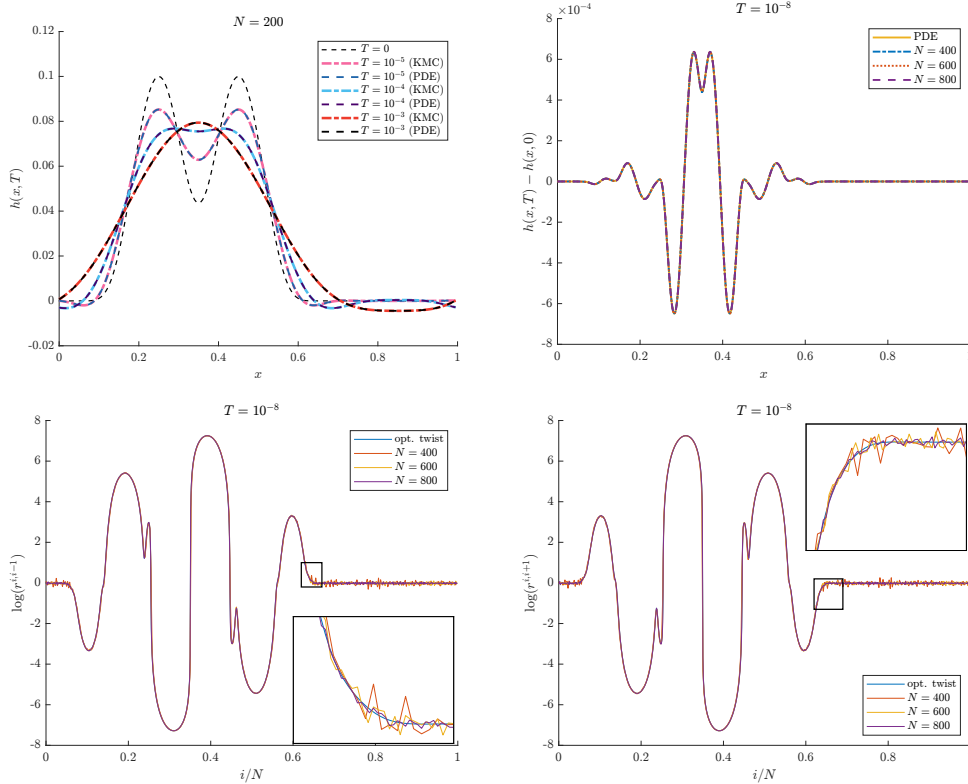 N = 200
0.12
0.1
0.08
0.06
0.04
0.02
0
-0.02
h(x, T)
T = 0
T = 10^{-5} (KMC)
T = 10^{-5} (PDE)
T = 10^{-4} (KMC)
T = 10^{-4} (PDE)
T = 10^{-3} (KMC)
T = 10^{-3} (PDE)
0 0.2 0.4 0.6 0.8 1
x
×10^{-4}
T = 10^{-8}
8
6
4
2
0
-2
-4
-6
-8
h(x, T) − h(x, 0)
PDE
N = 400
N = 600
N = 800
0 0.2 0.4 0.6 0.8 1
x
T = 10^{-8}
8
6
4
2
0
-2
-4
-6
-8
log(r^{i,i−1})
opt. twist
N = 400
N = 600
N = 800
0 0.2 0.4 0.6 0.8 1
i/N
T = 10^{-8}
8
6
4
2
0
-2
-4
-6
-8
log(r^{i,i+1})
opt. twist
N = 400
N = 600
N = 800
0 0.2 0.4 0.6 0.8 1
i/N